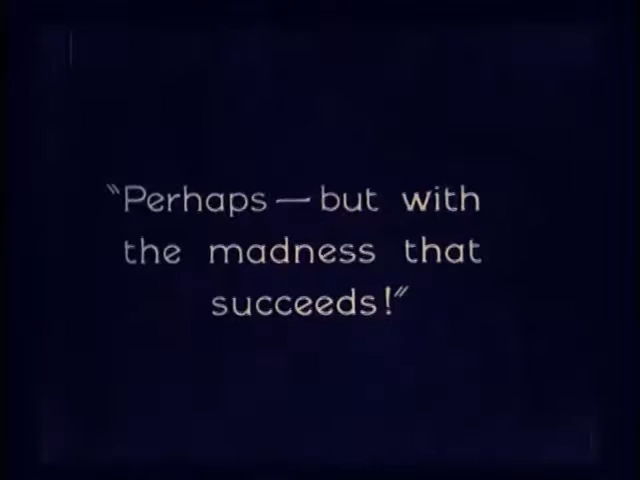 "Perhaps — but with
the madness that
succeeds!"